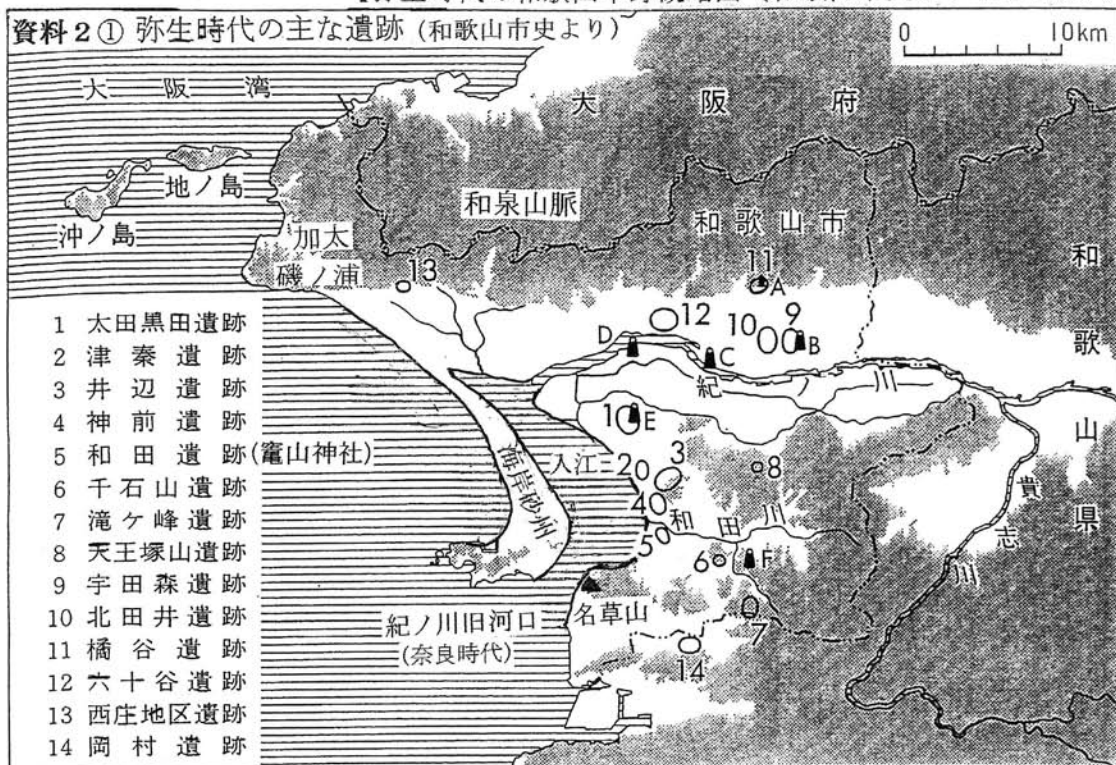 資料2① 弥生時代の主な遺跡 (和歌山市史より)
0 10km
大阪湾
大阪府
地ノ島
沖ノ島
和泉山脈
和歌山市
加太
磯ノ浦
和歌山県
13
11
A
12
10
9
B
D
C
紀ノ川
1
E
入江
海岸砂州
2
3
8
4
和田川
5
6
F
貴志川
紀ノ川旧河口
(奈良時代)
名草山
7
14
1 太田黒田遺跡
2 津秦遺跡
3 井辺遺跡
4 神前遺跡
5 和田遺跡(竈山神社)
6 千石山遺跡
7 滝ケ峰遺跡
8 天王塚山遺跡
9 宇田森遺跡
10 北田井遺跡
11 橘谷遺跡
12 六十谷遺跡
13 西庄地区遺跡
14 岡村遺跡